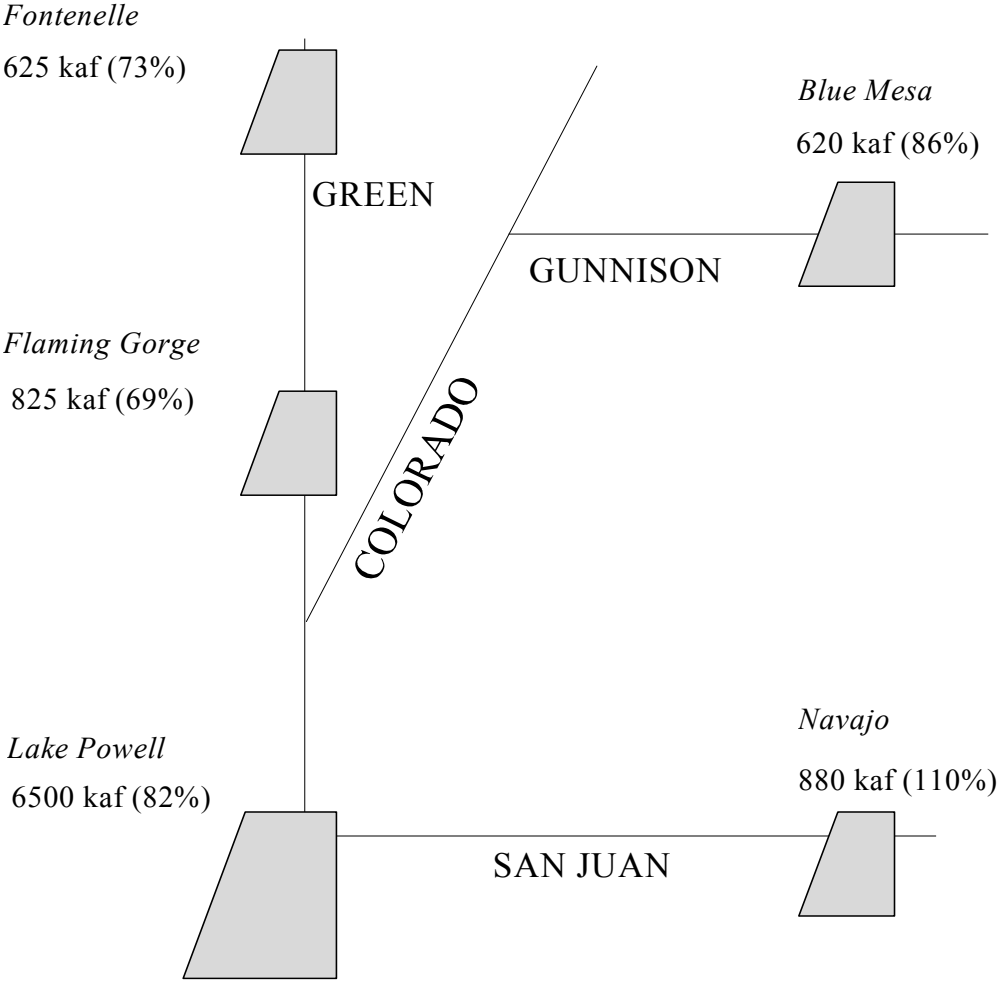 Fontenelle
625 kaf (73%)
Blue Mesa
620 kaf (86%)
GREEN
GUNNISON
Flaming Gorge
825 kaf (69%)
COLORADO
Navajo
880 kaf (110%)
Lake Powell
6500 kaf (82%)
SAN JUAN